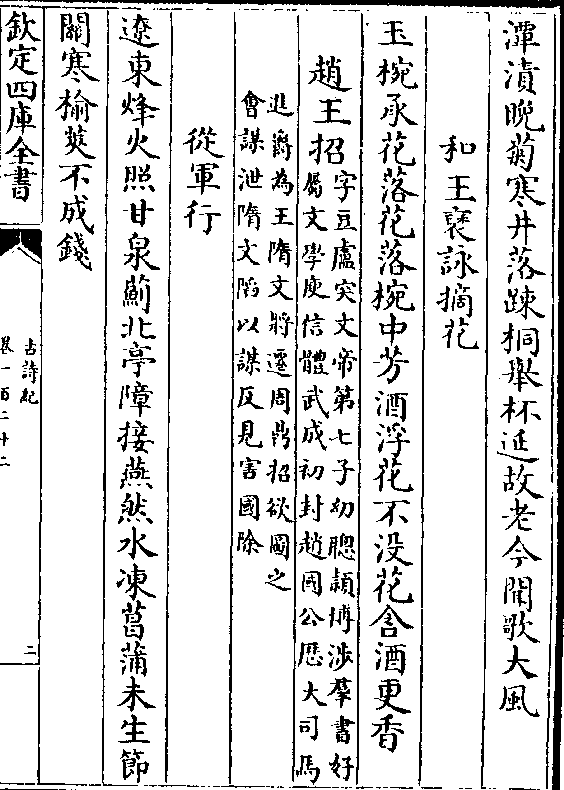 潭漬晚菊寒井落踈桐舉杯延故老今聞歌大風
和王襃詠摘花
玉椀承花落花落椀中芳酒浮花不没花含酒更香
趙王招字豆盧突文帝第七子幼聰頴博涉羣書好
屬文學庾信體武成初封趙國公歴大司馬
進爵為王隋文將遷周鼎招欲圖之
會謀泄隋文陷以謀反見害國除
從軍行
遼東烽火照甘泉薊北亭障接燕然水凍菖蒲未生節
關寒榆莢不成錢
欽定四庫全書
古詩紀
卷一百二十二
二